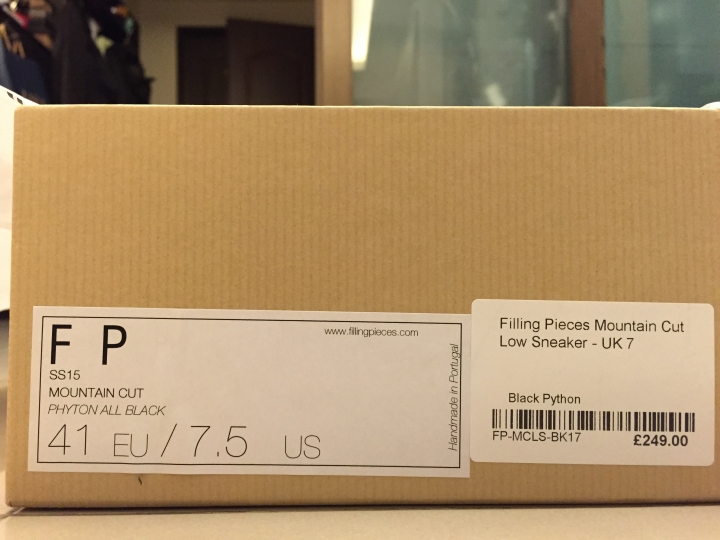 F P
www.fillingpieces.com
SS15
MOUNTAIN CUT
PHYTON ALL BLACK
41 EU / 7.5 US
Handmade in Portugal
Filling Pieces Mountain Cut
Low Sneaker - UK 7
Black Python
FP-MCLS-BK17
£249.00